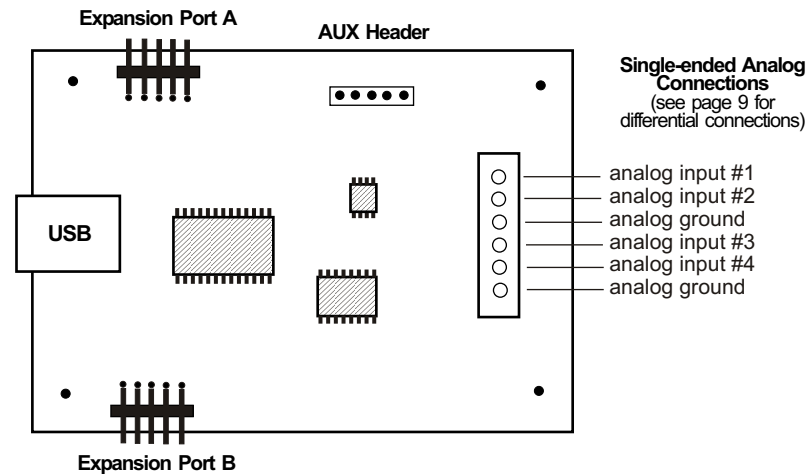 Expansion Port A
AUX Header
Single-ended Analog
Connections
(see page 9 for
differential connections)
analog input #1
analog input #2
analog ground
analog input #3
analog input #4
analog ground
USB
Expansion Port B